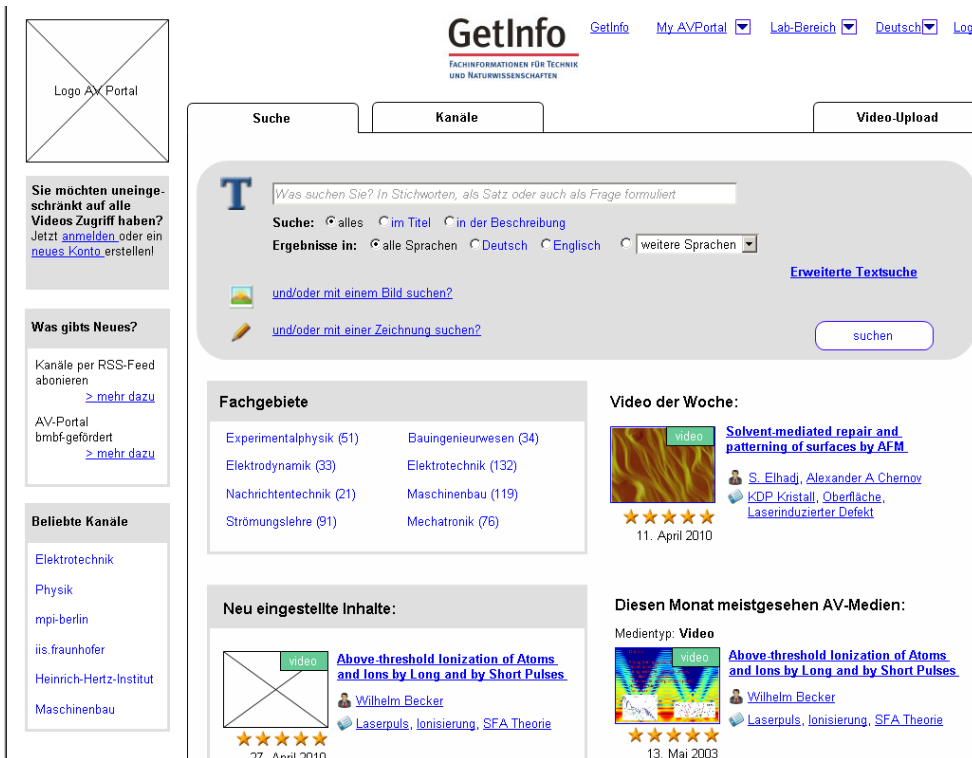 GetInfo
FACHINFORMATIONEN FÜR TECHNIK
UND NATURWISSENSCHAFTEN
GetInfo My AVPortal Lab-Bereich Deutsch Log
Logo AV Portal
Suche Kanäle Video-Upload
Sie möchten uneinge-
schränkt auf alle
Videos Zugriff haben?
Jetzt anmelden oder ein
neues Konto erstellen!
T
Was suchen Sie? In Stichworten, als Satz oder auch als Frage formuliert
Suche: alles im Titel in der Beschreibung
Ergebnisse in: alle Sprachen Deutsch Englisch weitere Sprachen
Erweiterte Textsuche
und/oder mit einem Bild suchen?
und/oder mit einer Zeichnung suchen?
suchen
Was gibts Neues?
Kanäle per RSS-Feed
abonieren
> mehr dazu
AV-Portal
bmbf-gefördert
> mehr dazu
Beliebte Kanäle
Elektrotechnik
Physik
mpi-berlin
iis.fraunhofer
Heinrich-Hertz-Institut
Maschinenbau
Fachgebiete
Experimentalphysik (51) Bauingenieurwesen (34)
Elektrodynamik (33) Elektrotechnik (132)
Nachrichtentechnik (21) Maschinenbau (119)
Strömungslehre (91) Mechatronik (76)
Video der Woche:
video
Solvent-mediated repair and
patterning of surfaces by AFM
S. Elhadj, Alexander A Chernov
KDP Kristall, Oberfläche,
Laserinduzierter Defekt
11. April 2010
Neu eingestellte Inhalte:
video
Above-threshold Ionization of Atoms
and Ions by Long and by Short Pulses
Wilhelm Becker
Laserpuls, Ionisierung, SFA Theorie
27. April 2010
Diesen Monat meistgesehen AV-Medien:
Medientyp: Video
video
Above-threshold Ionization of Atoms
and Ions by Long and by Short Pulses
Wilhelm Becker
Laserpuls, Ionisierung, SFA Theorie
13. Mai 2003